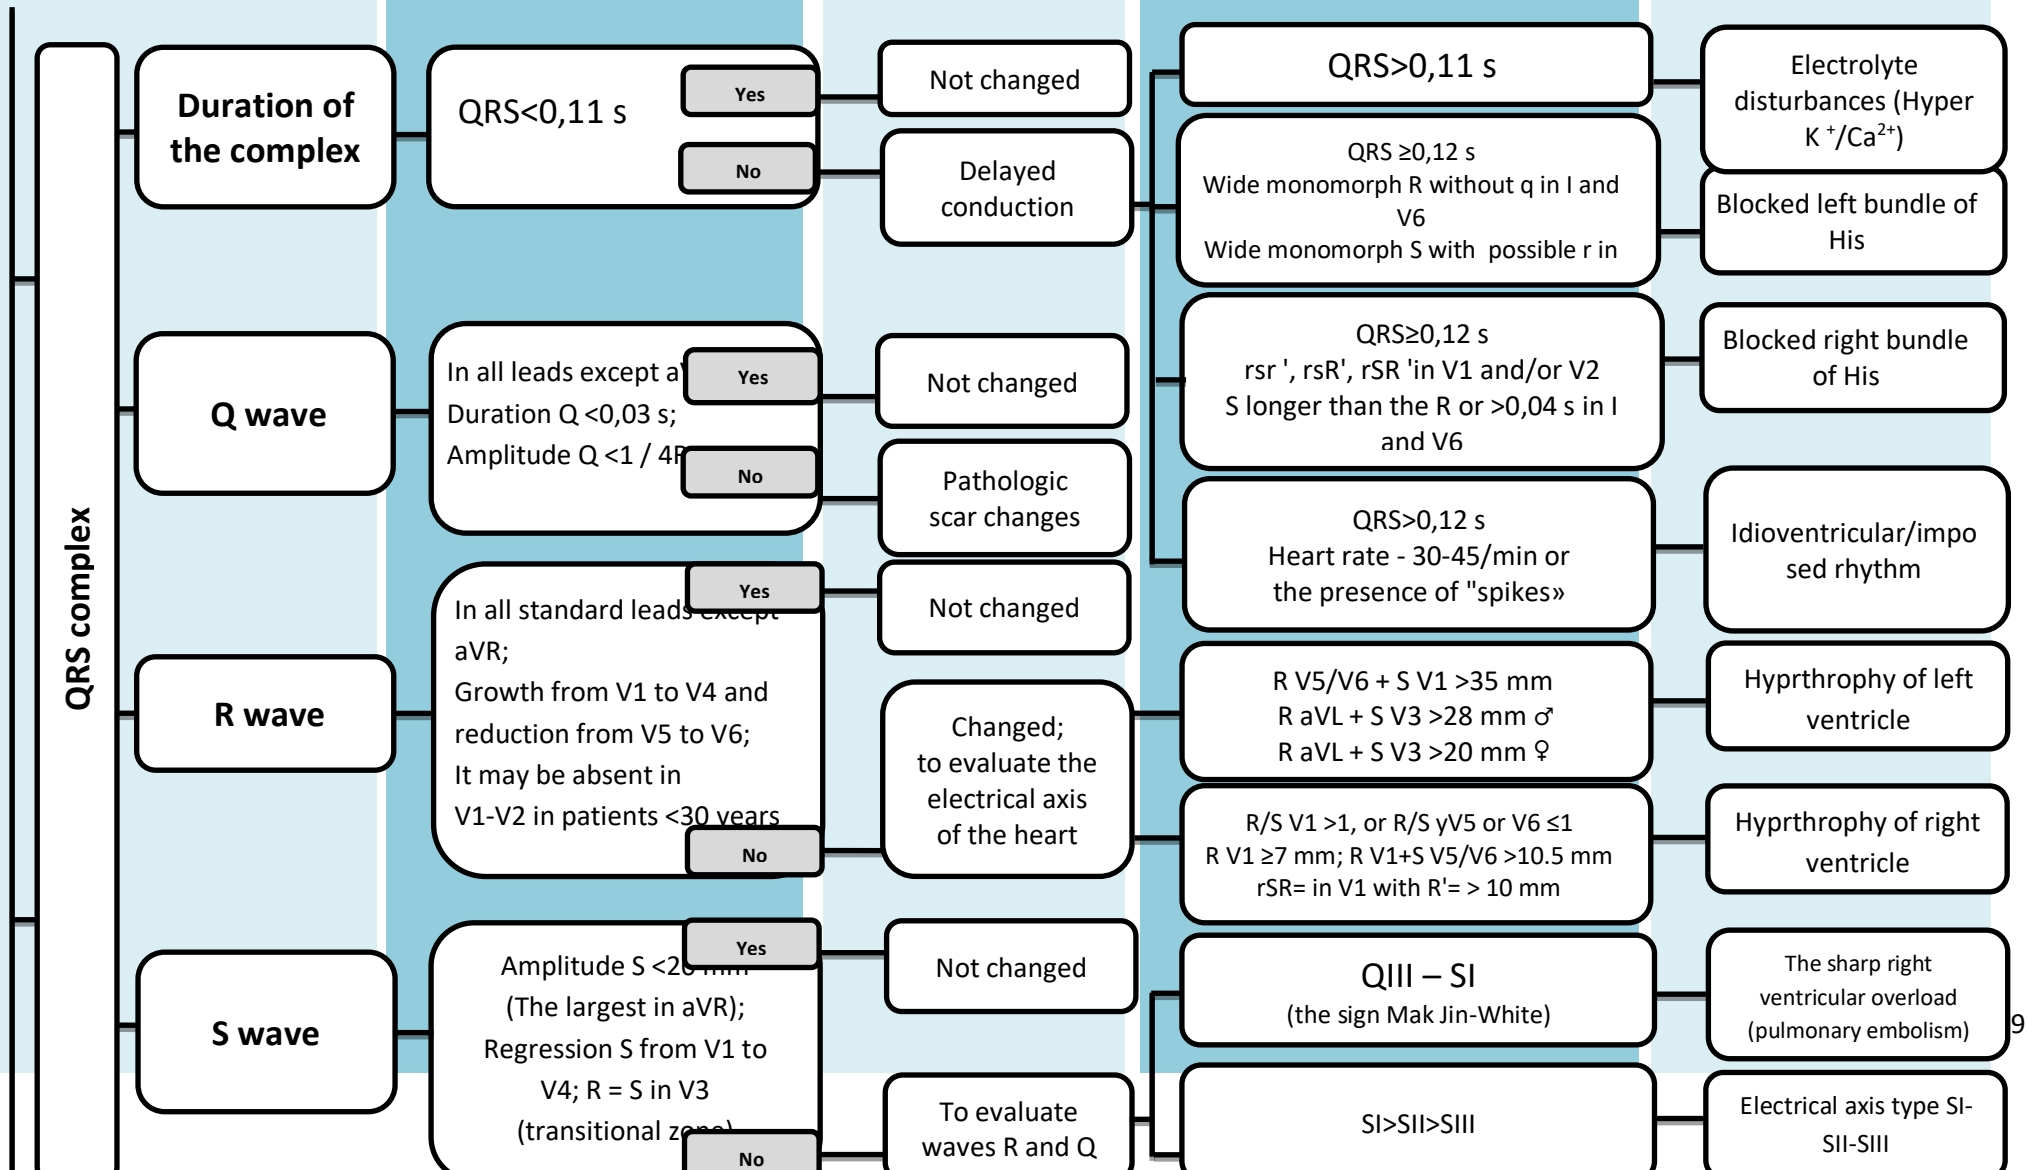 QRS complex
Duration of
the complex
QRS<0,11 s
Yes
No
Not changed
Delayed
conduction
QRS>0,11 s
Electrolyte
disturbances (Hyper
K +/Ca2+)
QRS ≥0,12 s
Wide monomorph R without q in I and
V6
Wide monomorph S with possible r in
Blocked left bundle of
His
QRS≥0,12 s
rsr ', rsR', rSR 'in V1 and/or V2
S longer than the R or >0,04 s in I
and V6
Blocked right bundle
of His
QRS>0,12 s
Heart rate - 30-45/min or
the presence of "spikes»
Idioventricular/impo
sed rhythm
Q wave
In all leads except
Duration Q <0,03 s;
Amplitude Q <1 / 4
Yes
No
Not changed
Pathologic
scar changes
R wave
In all standard leads except
aVR;
Growth from V1 to V4 and
reduction from V5 to V6;
It may be absent in
V1-V2 in patients <30 years
Yes
No
Not changed
Changed;
to evaluate the
electrical axis
of the heart
R V5/V6 + S V1 >35 mm
R aVL + S V3 >28 mm ♂
R aVL + S V3 >20 mm ♀
Hyprthrophy of left
ventricle
R/S V1 >1, or R/S yV5 or V6 ≤1
R V1 ≥7 mm; R V1+S V5/V6 >10.5 mm
rSR= in V1 with R'= > 10 mm
Hyprthrophy of right
ventricle
S wave
Amplitude S <2 mm
(The largest in aVR);
Regression S from V1 to
V4; R = S in V3
(transitional zone)
Yes
No
Not changed
To evaluate
waves R and Q
QIII – SI
(the sign Mak Jin-White)
The sharp right
ventricular overload
(pulmonary embolism)
SI>SII>SIII
Electrical axis type SI-
SII-SIII
9